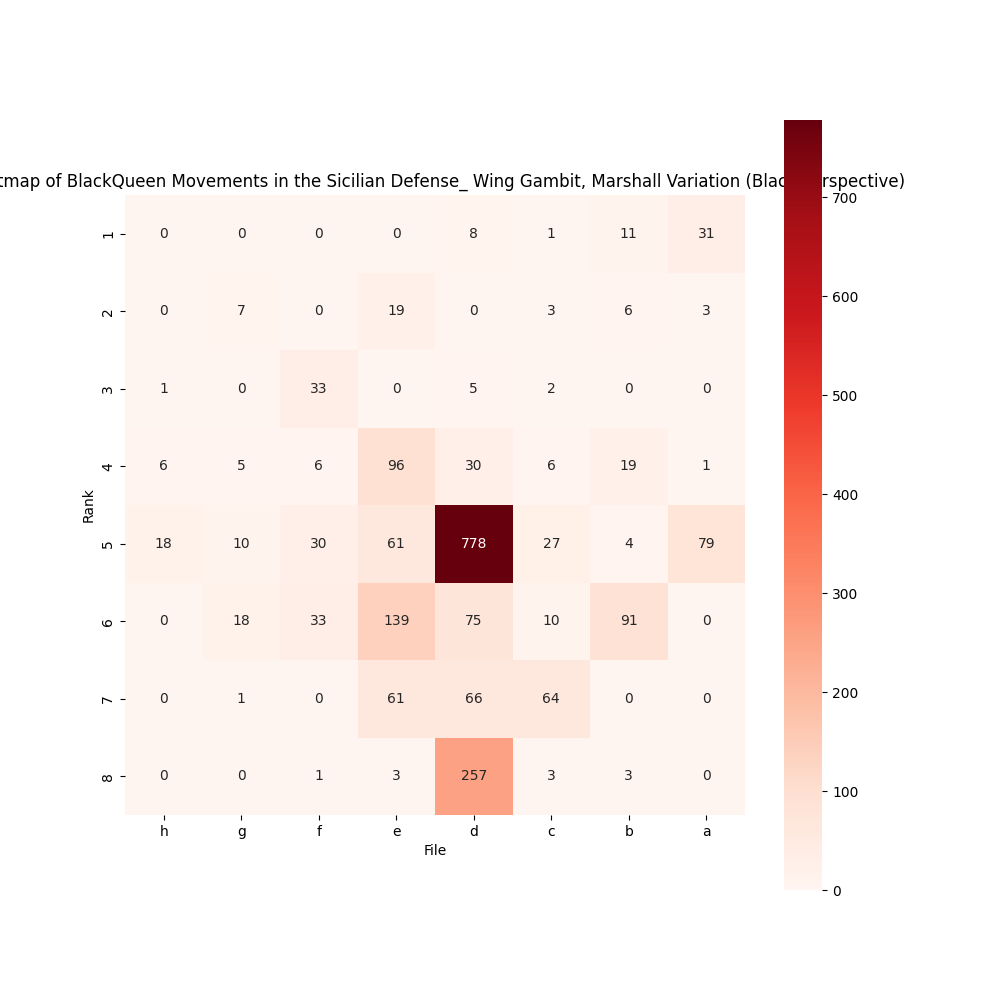 tmap of BlackQueen Movements in the Sicilian Defense_ Wing Gambit, Marshall Variation (Blac rspective)
700
600
500
400
300
200
100
0
Rank
1 0 0 0 0 8 1 11 31
2 0 7 0 19 0 3 6 3
3 1 0 33 0 5 2 0 0
4 6 5 6 96 30 6 19 1
5 18 10 30 61 778 27 4 79
6 0 18 33 139 75 10 91 0
7 0 1 0 61 66 64 0 0
8 0 0 1 3 257 3 3 0
h g f e d c b a
File